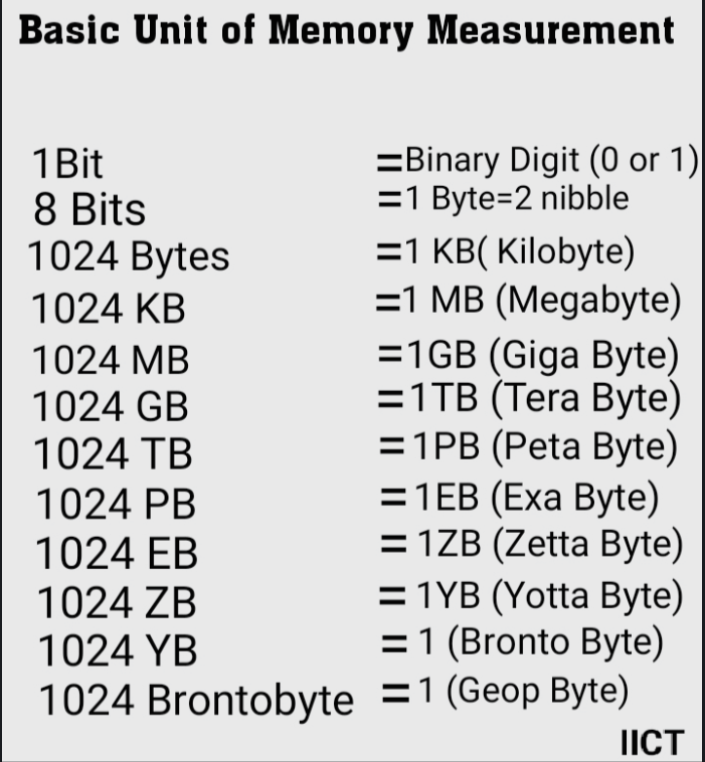 Basic Unit of Memory Measurement
1Bit =Binary Digit (0 or 1)
8 Bits =1 Byte=2 nibble
1024 Bytes =1 KB( Kilobyte)
1024 KB =1 MB (Megabyte)
1024 MB =1GB (Giga Byte)
1024 GB =1TB (Tera Byte)
1024 TB =1PB (Peta Byte)
1024 PB =1EB (Exa Byte)
1024 EB = 1ZB (Zetta Byte)
1024 ZB = 1YB (Yotta Byte)
1024 YB = 1 (Bronto Byte)
1024 Brontobyte =1 (Geop Byte)
IICT